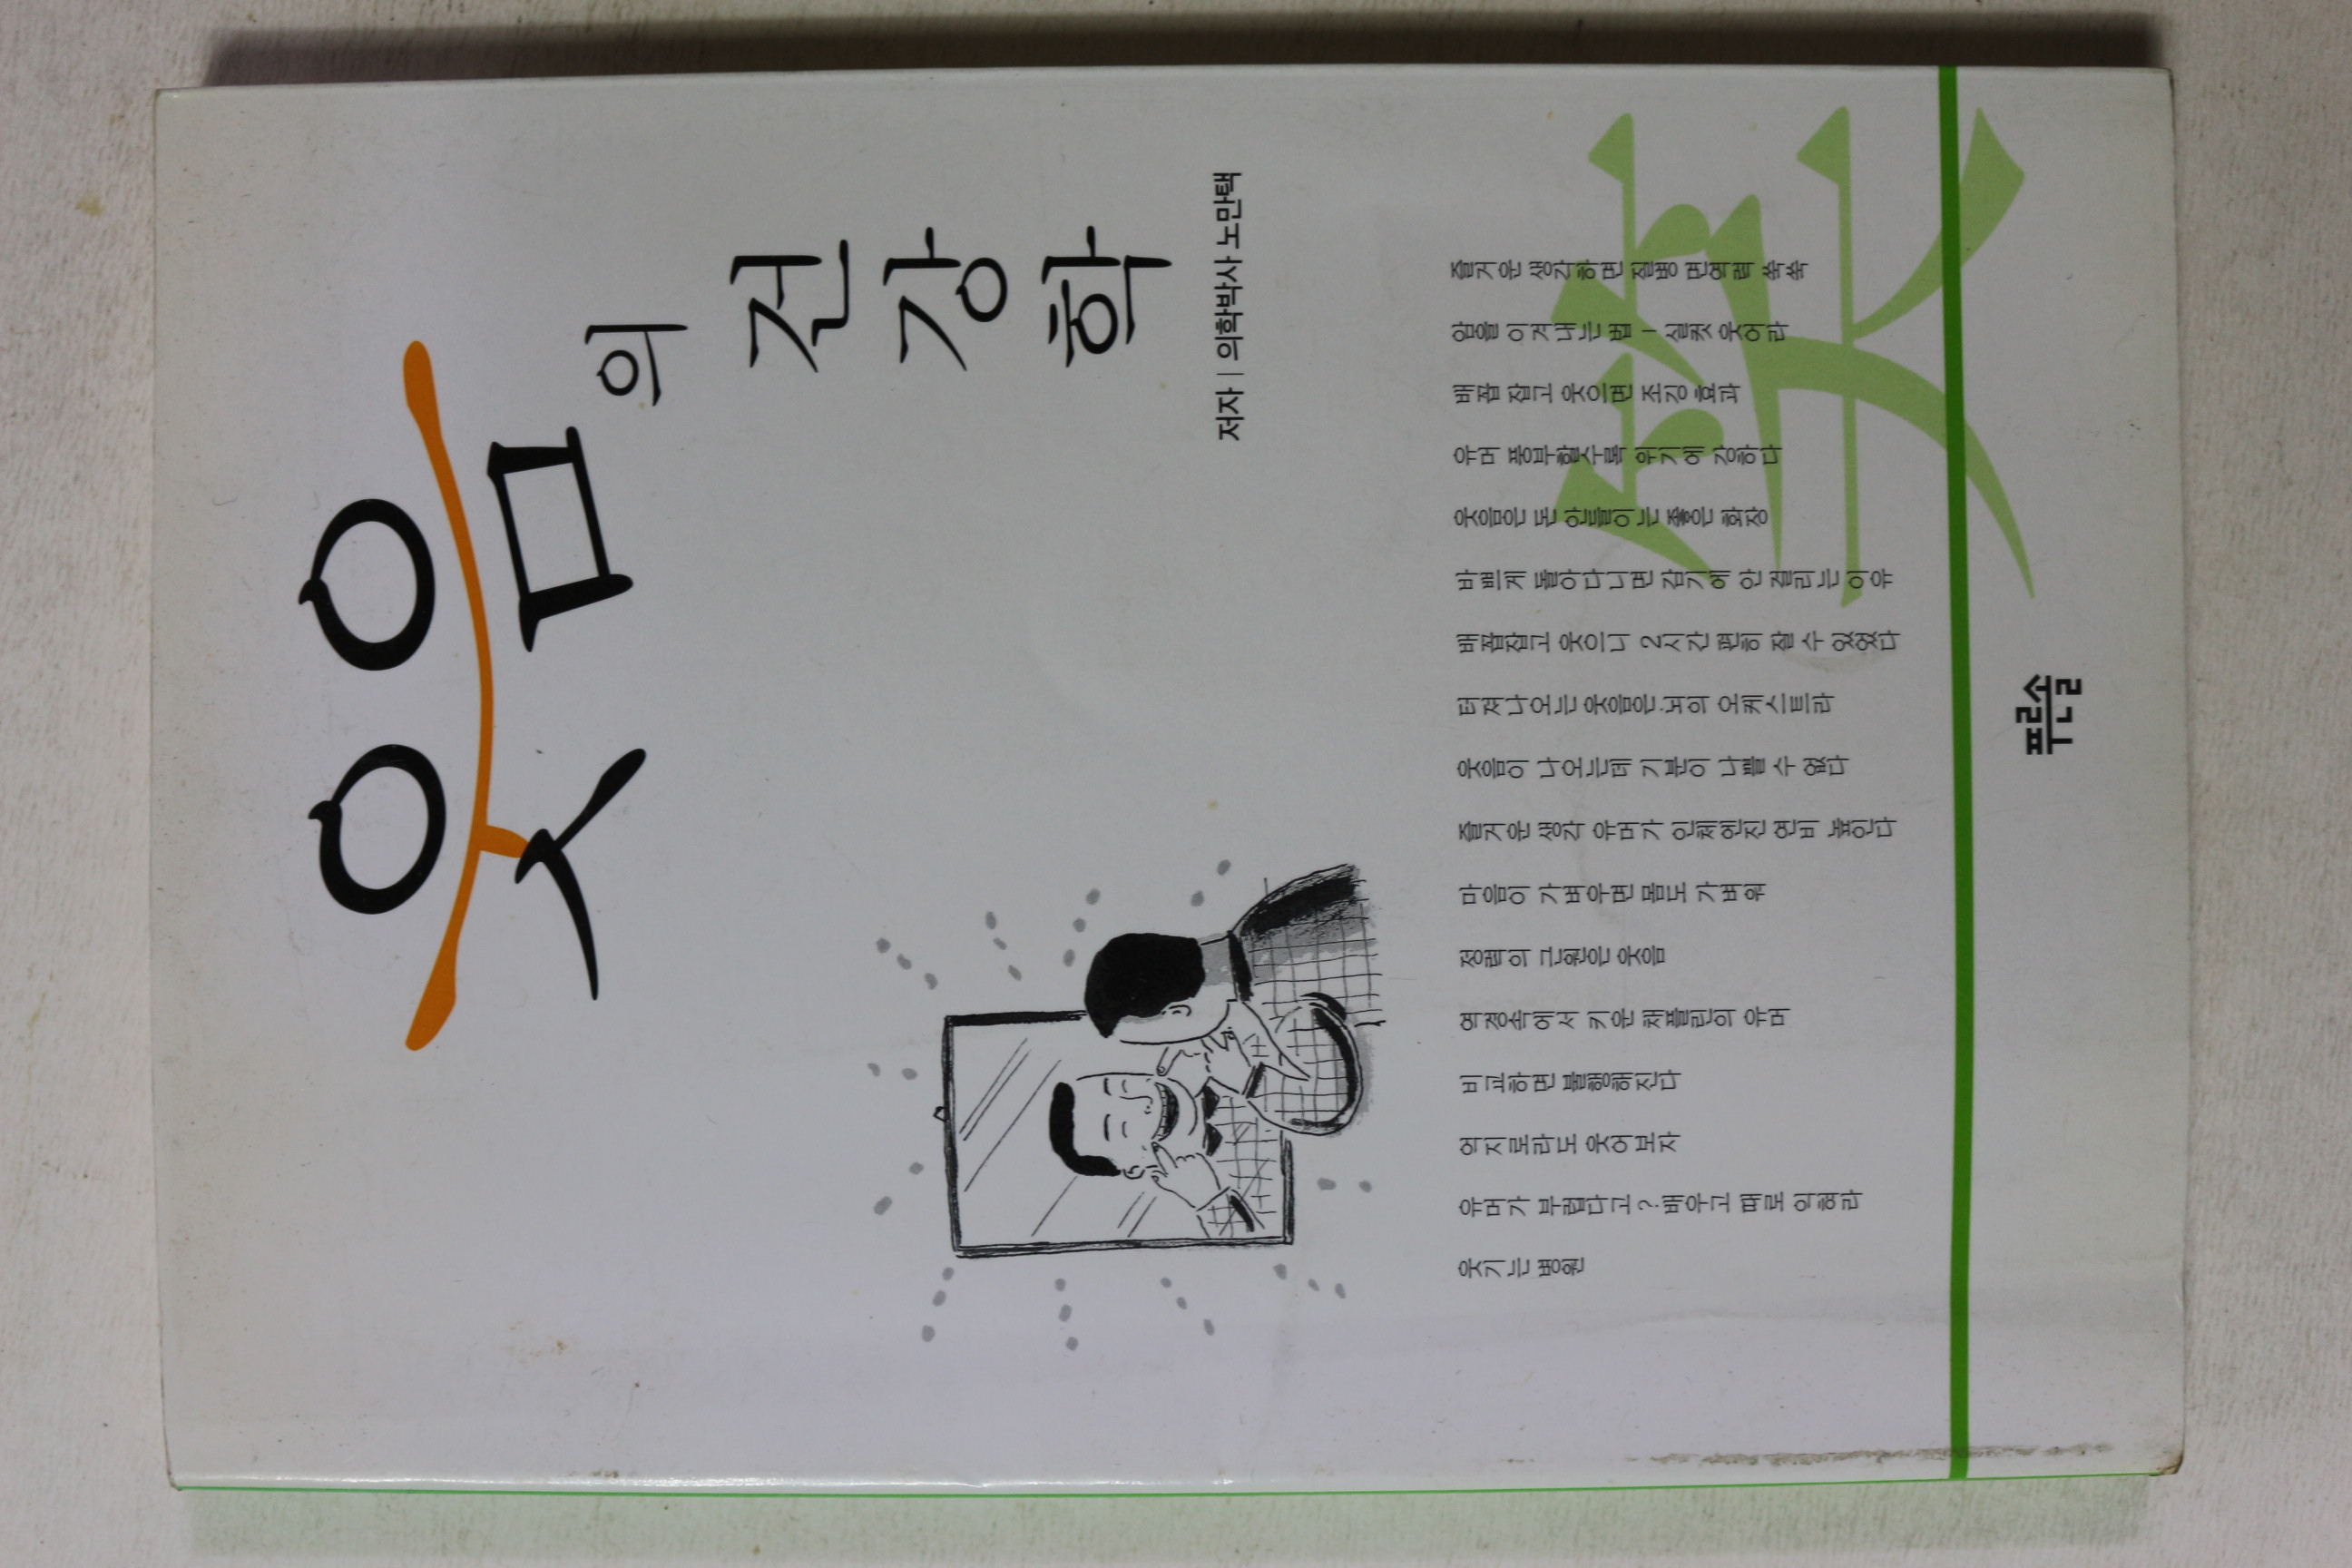 웃음의 건강학
저자 | 의학박사 노만택
笑
웃기는 병원
유머가 부럽다고? 배우고 때로 익혀라
억지로라도 웃어보자
비교하면 불행해진다
역경속에서 키운 채플린의 유머
정력의 근원은 웃음
마음이 가벼우면 몸도 가벼워
즐거운 생각 유머가 인체엔진 연비 높인다
웃음이 나오는데 기분이 나쁠 수 없다
터져나오는 웃음은 뇌의 오케스트라
배꼽잡고 웃으니 2시간 편히 잘 수 있었다
바쁘게 돌아다니면 감기에 안 걸리는 이유
웃음은 돈 안들이는 좋은 화장
유머 풍부할수록 위기에 강하다
배꼽 잡고 웃으면 조깅 효과
암을 이겨내는 법 - 실컷 웃어라
즐거운 생각하면 질병 면역력 쑥쑥
푸른솔